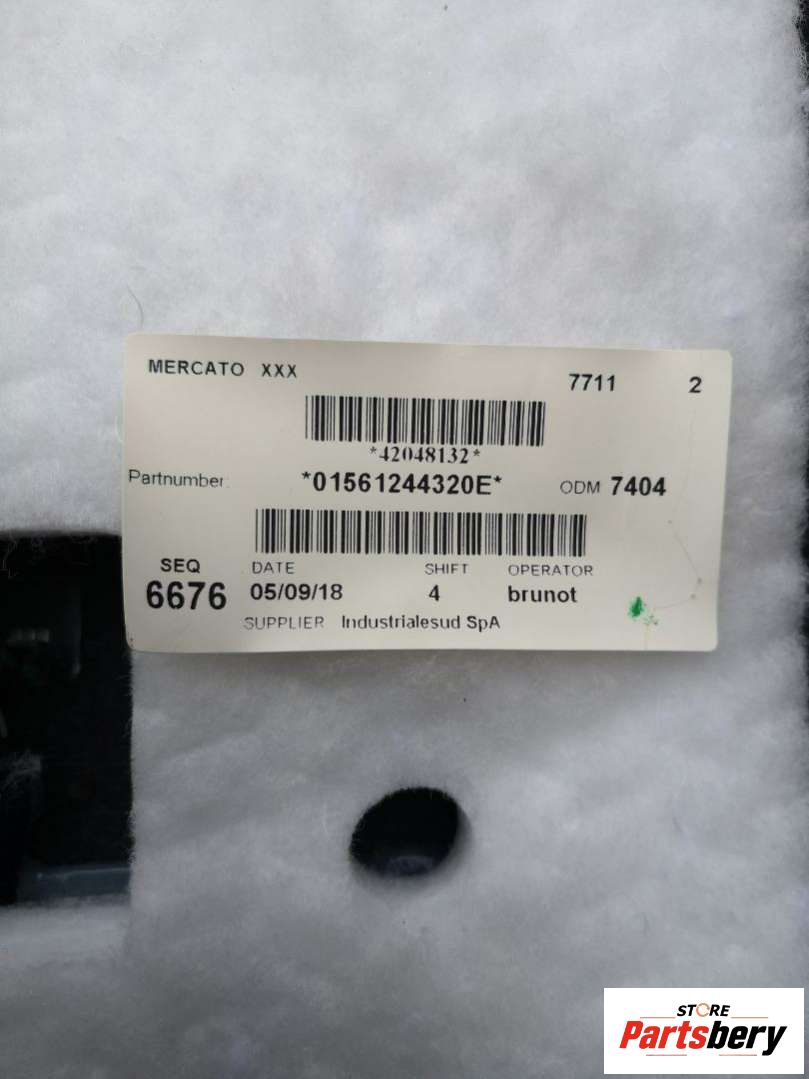 MERCATO XXX 7711 2
*42048132*
Partnumber: *01561244320E* ODM 7404
SEQ DATE SHIFT OPERATOR
6676 05/09/18 4 brunot
SUPPLIER Industrialesud SpA
STORE
Partsbery